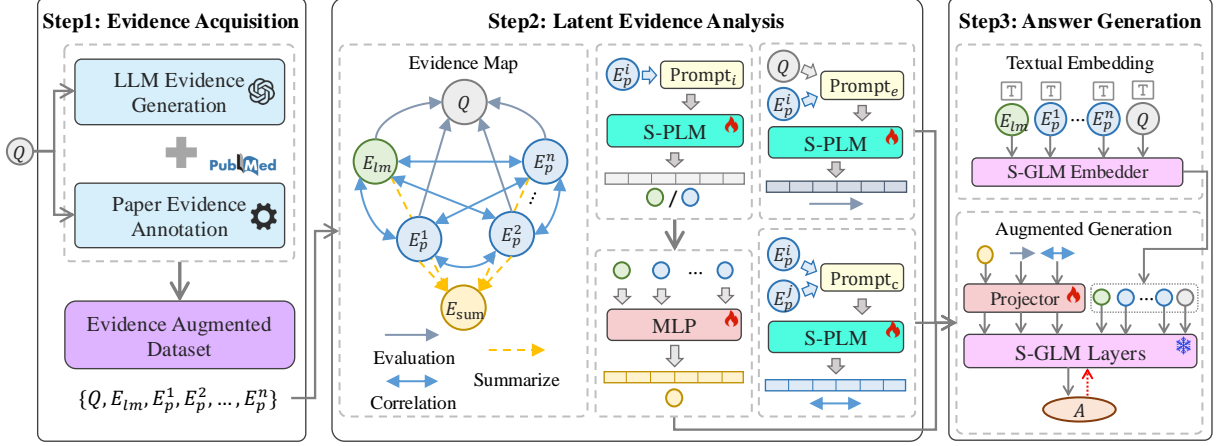 Step1: Evidence Acquisition
Q
LLM Evidence
Generation
PubMed
Paper Evidence
Annotation
Evidence Augmented
Dataset
{Q, E_lm, E_p^1, E_p^2, …, E_p^n}
Step2: Latent Evidence Analysis
Evidence Map
Q
E_lm
E_p^n
...
E_p^1
E_p^2
E_sum
Evaluation
Summarize
Correlation
E_p^i
Prompt_i
S-PLM
/
...
MLP
Q
E_p^i
Prompt_e
S-PLM
E_p^i
E_p^j
Prompt_c
S-PLM
Step3: Answer Generation
Textual Embedding
T T T T
E_lm E_p^1 ... E_p^n Q
S-GLM Embedder
Augmented Generation
Projector
...
S-GLM Layers
A